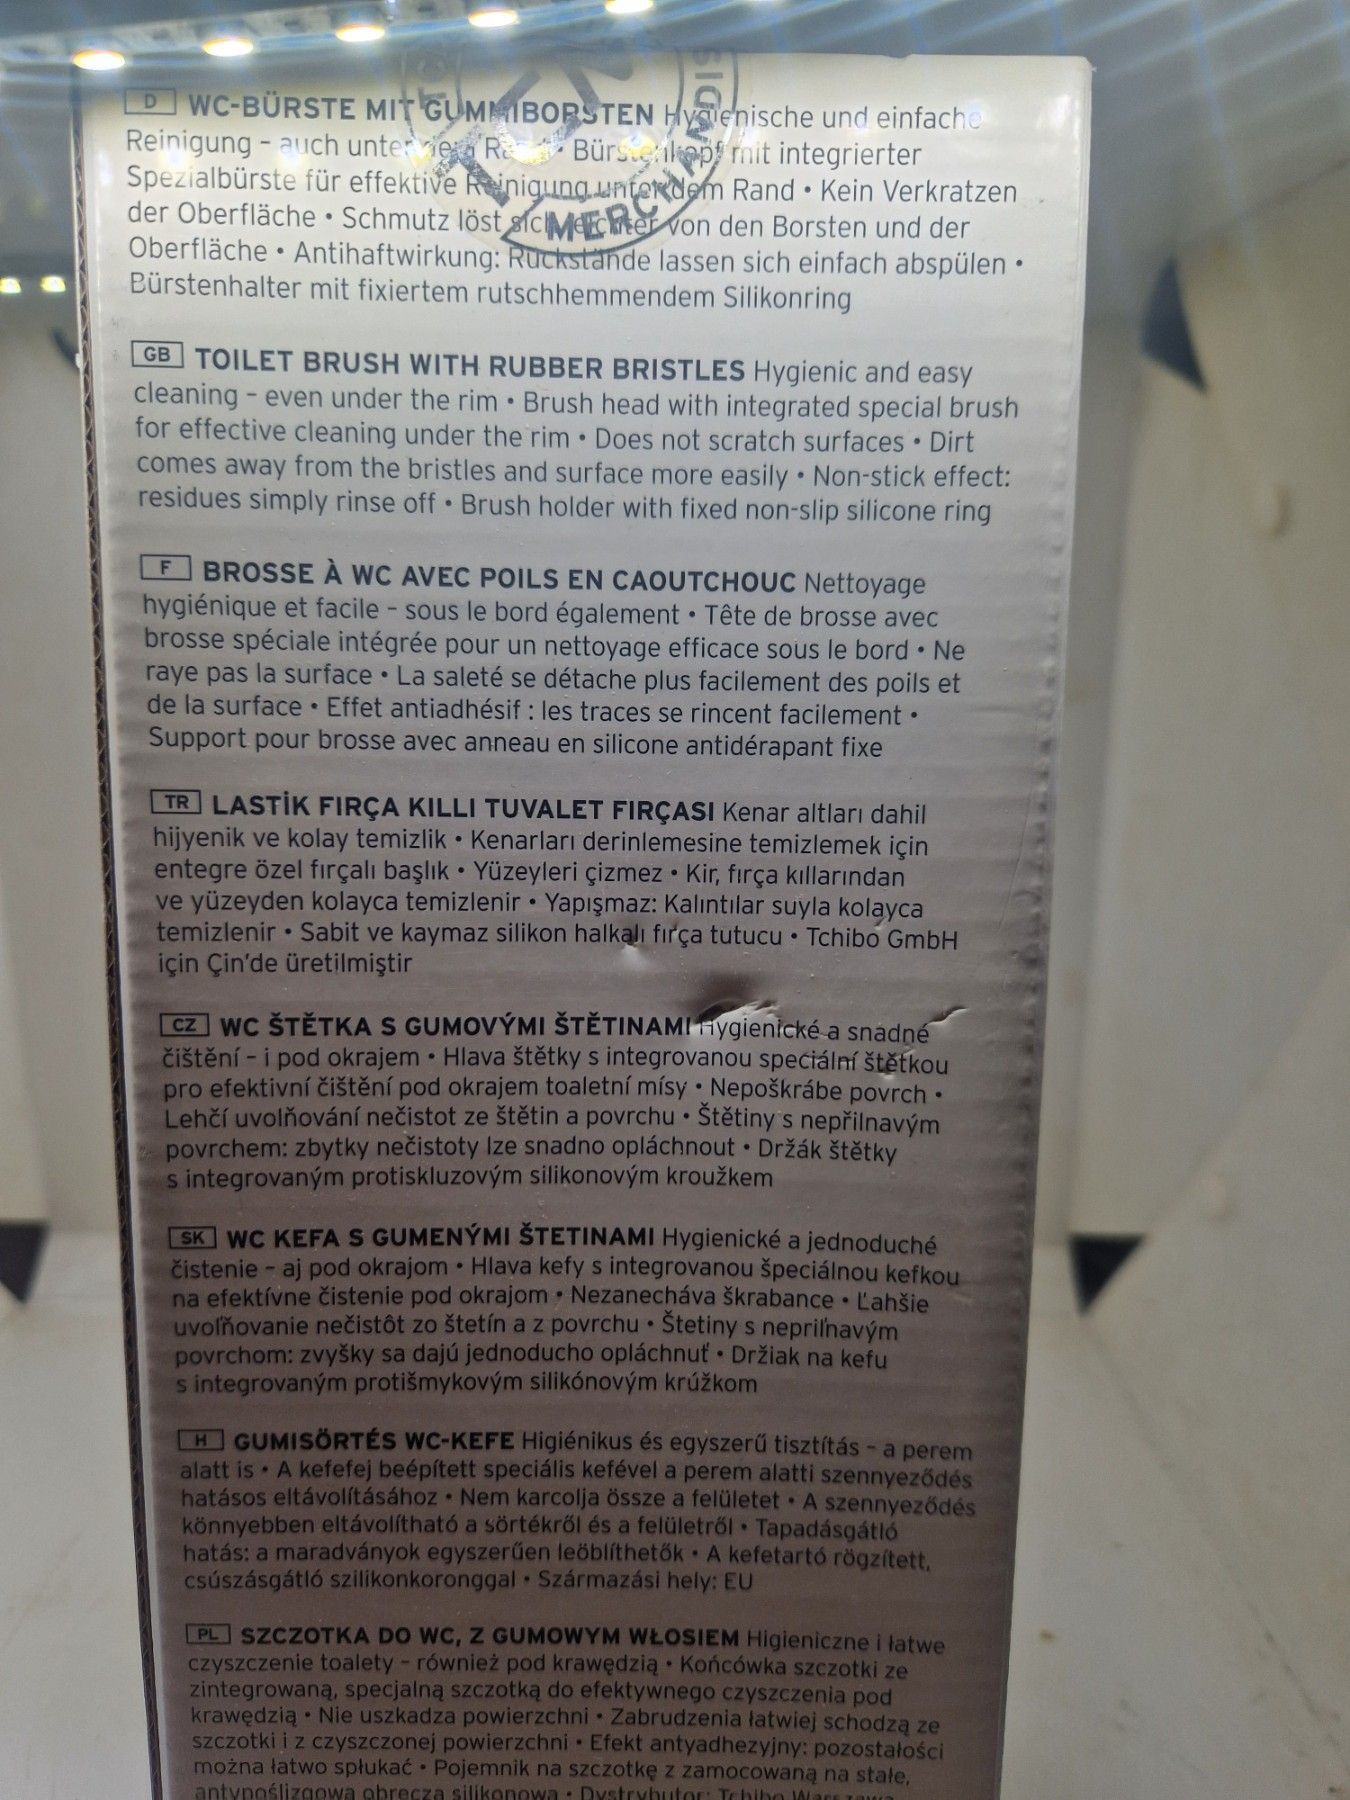 D WC-BÜRSTE MIT GUMMIBORSTEN Hygienische und einfache
Reinigung – auch unter dem Rand • Bürstenkopf mit integrierter
Spezialbürste für effektive Reinigung unter dem Rand • Kein Verkratzen
der Oberfläche • Schmutz löst sich leichter von den Borsten und der
Oberfläche • Antihaftwirkung: Rückstände lassen sich einfach abspülen •
Bürstenhalter mit fixiertem rutschhemmendem Silikonring
MERCHAN
GB TOILET BRUSH WITH RUBBER BRISTLES Hygienic and easy
cleaning – even under the rim • Brush head with integrated special brush
for effective cleaning under the rim • Does not scratch surfaces • Dirt
comes away from the bristles and surface more easily • Non-stick effect:
residues simply rinse off • Brush holder with fixed non-slip silicone ring
F BROSSE À WC AVEC POILS EN CAOUTCHOUC Nettoyage
hygiénique et facile – sous le bord également • Tête de brosse avec
brosse spéciale intégrée pour un nettoyage efficace sous le bord • Ne
raye pas la surface • La saleté se détache plus facilement des poils et
de la surface • Effet antiadhésif : les traces se rincent facilement •
Support pour brosse avec anneau en silicone antidérapant fixe
TR LASTİK FIRÇA KILLI TUVALET FIRÇASI Kenar altları dahil
hijyenik ve kolay temizlik • Kenarları derinlemesine temizlemek için
entegre özel fırçalı başlık • Yüzeyleri çizmez • Kir, fırça kıllarından
ve yüzeyden kolayca temizlenir • Yapışmaz: Kalıntılar suyla kolayca
temizlenir • Sabit ve kaymaz silikon halkalı fırça tutucu • Tchibo GmbH
için Çin'de üretilmiştir
CZ WC ŠTĚTKA S GUMOVÝMI ŠTĚTINAMI Hygienické a snadné
čištění – i pod okrajem • Hlava štětky s integrovanou speciální štětkou
pro efektivní čištění pod okrajem toaletní mísy • Nepoškrábe povrch •
Lehčí uvolňování nečistot ze štětin a povrchu • Štětiny s nepřilnavým
povrchem: zbytky nečistoty lze snadno opláchnout • Držák štětky
s integrovaným protiskluzovým silikonovým kroužkem
SK WC KEFA S GUMENÝMI ŠTETINAMI Hygienické a jednoduché
čistenie – aj pod okrajom • Hlava kefy s integrovanou špeciálnou kefkou
na efektívne čistenie pod okrajom • Nezanecháva škrabance • Ľahšie
uvoľňovanie nečistôt zo štetín a z povrchu • Štetiny s nepriľnavým
povrchom: zvyšky sa dajú jednoducho opláchnuť • Držiak na kefu
s integrovaným protišmykovým silikónovým krúžkom
H GUMISÖRTÉS WC-KEFE Higiénikus és egyszerű tisztítás – a perem
alatt is • A kefefej beépített speciális kefével a perem alatti szennyeződés
hatásos eltávolításához • Nem karcolja össze a felületet • A szennyeződés
könnyebben eltávolítható a sörtékről és a felületről • Tapadásgátló
hatás: a maradványok egyszerűen leöblíthetők • A kefetartó rögzített,
csúszásgátló szilikonkoronggal • Származási hely: EU
PL SZCZOTKA DO WC, Z GUMOWYM WŁOSIEM Higieniczne i łatwe
czyszczenie toalety – również pod krawędzią • Końcówka szczotki ze
zintegrowaną, specjalną szczotką do efektywnego czyszczenia pod
krawędzią • Nie uszkadza powierzchni • Zabrudzenia łatwiej schodzą ze
szczotki i z czyszczonej powierzchni • Efekt antyadhezyjny: pozostałości
można łatwo spłukać • Pojemnik na szczotkę z zamocowaną na stałe,
antypoślizgową obręczą silikonową • Dystrybutor: Tchibo Warszawa